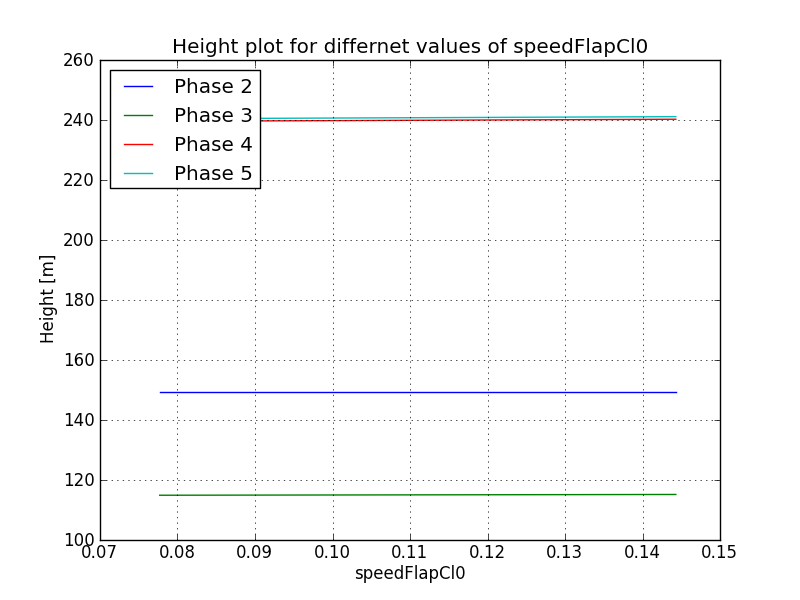 Height plot for differnet values of speedFlapCl0
260
240
220
200
180
160
140
120
100
Height [m]
Phase 2
Phase 3
Phase 4
Phase 5
0.07 0.08 0.09 0.10 0.11 0.12 0.13 0.14 0.15
speedFlapCl0